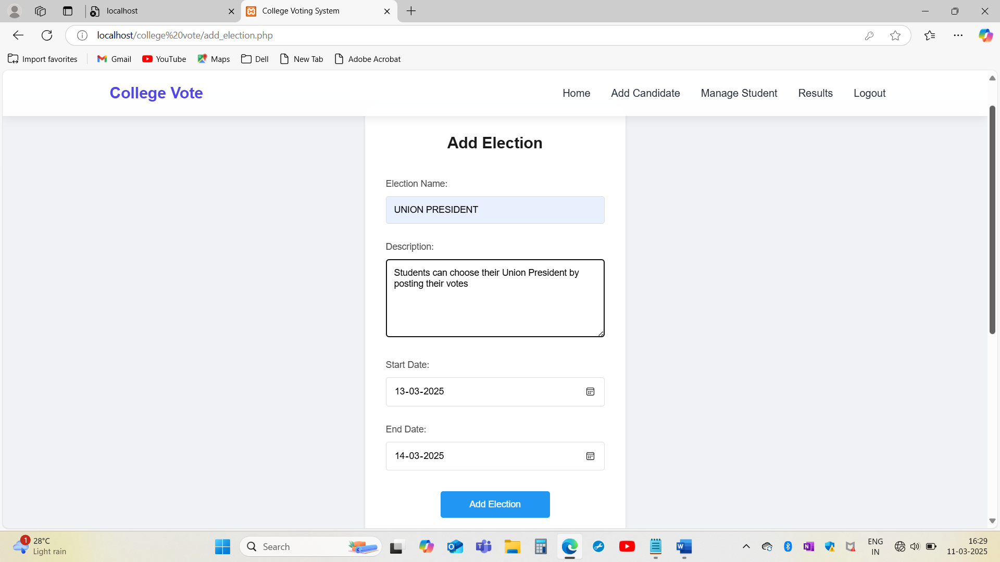 localhost
College Voting System
localhost/college%20vote/add_election.php
Import favorites
Gmail
YouTube
Maps
Dell
New Tab
Adobe Acrobat
College Vote
Home
Add Candidate
Manage Student
Results
Logout
Add Election
Election Name:
UNION PRESIDENT
Description:
Students can choose their Union President by
posting their votes
Start Date:
13-03-2025
End Date:
14-03-2025
Add Election
1
28°C
Light rain
Search
ENG
IN
16:29
11-03-2025